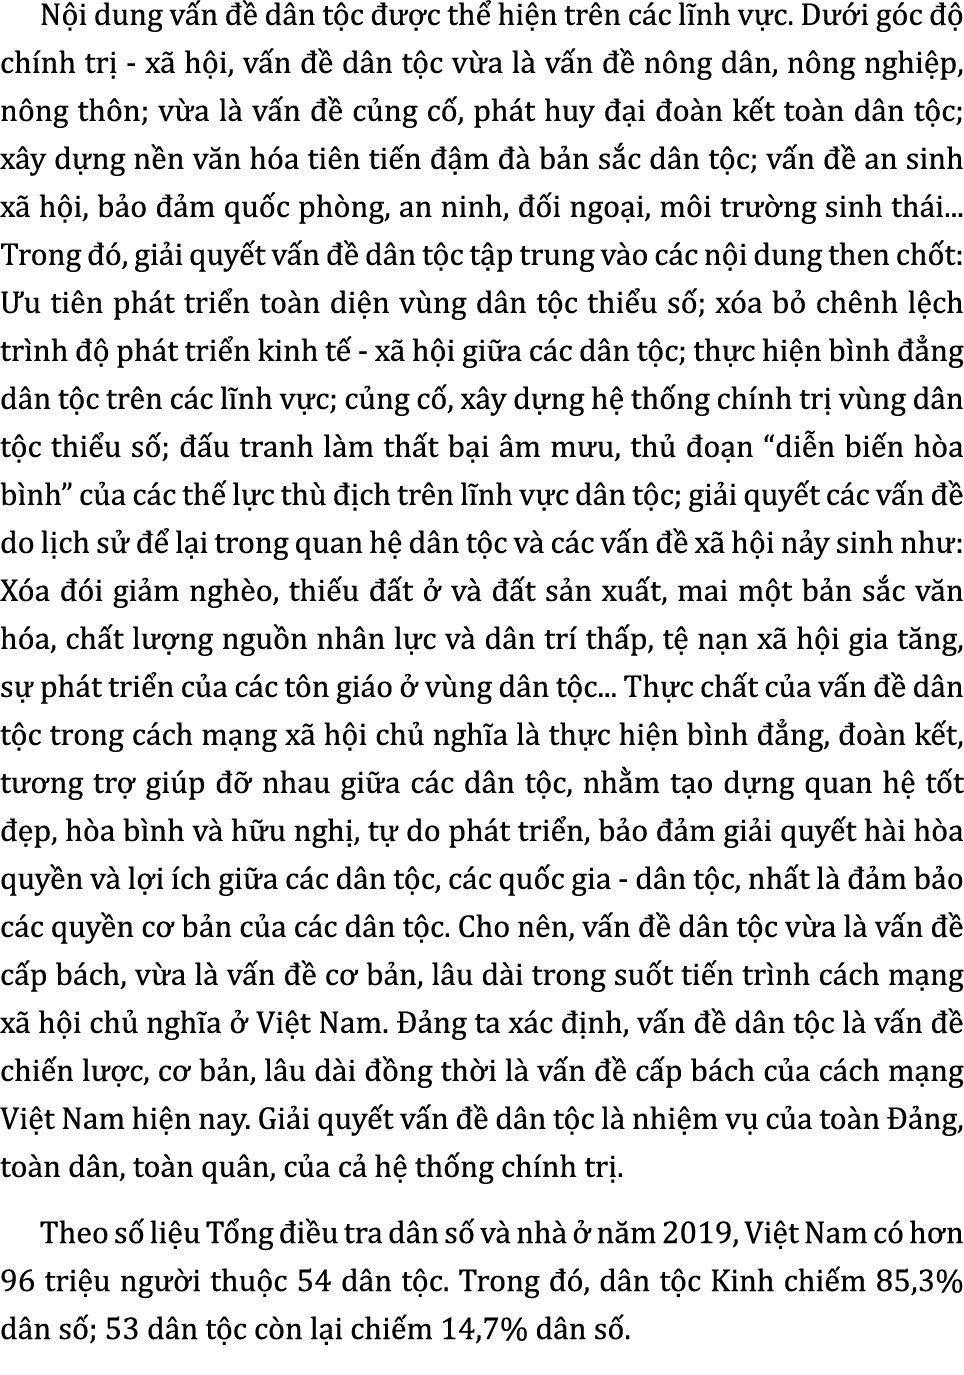 Nội dung vấn đề dân tộc được thể hiện trên các lĩnh vực. Dưới góc độ
chính trị - xã hội, vấn đề dân tộc vừa là vấn đề nông dân, nông nghiệp,
nông thôn; vừa là vấn đề củng cố, phát huy đại đoàn kết toàn dân tộc;
xây dựng nền văn hóa tiên tiến đậm đà bản sắc dân tộc; vấn đề an sinh
xã hội, bảo đảm quốc phòng, an ninh, đối ngoại, môi trường sinh thái...
Trong đó, giải quyết vấn đề dân tộc tập trung vào các nội dung then chốt:
Ưu tiên phát triển toàn diện vùng dân tộc thiểu số; xóa bỏ chênh lệch
trình độ phát triển kinh tế - xã hội giữa các dân tộc; thực hiện bình đẳng
dân tộc trên các lĩnh vực; củng cố, xây dựng hệ thống chính trị vùng dân
tộc thiểu số; đấu tranh làm thất bại âm mưu, thủ đoạn “diễn biến hòa
bình” của các thế lực thù địch trên lĩnh vực dân tộc; giải quyết các vấn đề
do lịch sử để lại trong quan hệ dân tộc và các vấn đề xã hội nảy sinh như:
Xóa đói giảm nghèo, thiếu đất ở và đất sản xuất, mai một bản sắc văn
hóa, chất lượng nguồn nhân lực và dân trí thấp, tệ nạn xã hội gia tăng,
sự phát triển của các tôn giáo ở vùng dân tộc... Thực chất của vấn đề dân
tộc trong cách mạng xã hội chủ nghĩa là thực hiện bình đẳng, đoàn kết,
tương trợ giúp đỡ nhau giữa các dân tộc, nhằm tạo dựng quan hệ tốt
đẹp, hòa bình và hữu nghị, tự do phát triển, bảo đảm giải quyết hài hòa
quyền và lợi ích giữa các dân tộc, các quốc gia - dân tộc, nhất là đảm bảo
các quyền cơ bản của các dân tộc. Cho nên, vấn đề dân tộc vừa là vấn đề
cấp bách, vừa là vấn đề cơ bản, lâu dài trong suốt tiến trình cách mạng
xã hội chủ nghĩa ở Việt Nam. Đảng ta xác định, vấn đề dân tộc là vấn đề
chiến lược, cơ bản, lâu dài đồng thời là vấn đề cấp bách của cách mạng
Việt Nam hiện nay. Giải quyết vấn đề dân tộc là nhiệm vụ của toàn Đảng,
toàn dân, toàn quân, của cả hệ thống chính trị.
Theo số liệu Tổng điều tra dân số và nhà ở năm 2019, Việt Nam có hơn
96 triệu người thuộc 54 dân tộc. Trong đó, dân tộc Kinh chiếm 85,3%
dân số; 53 dân tộc còn lại chiếm 14,7% dân số.